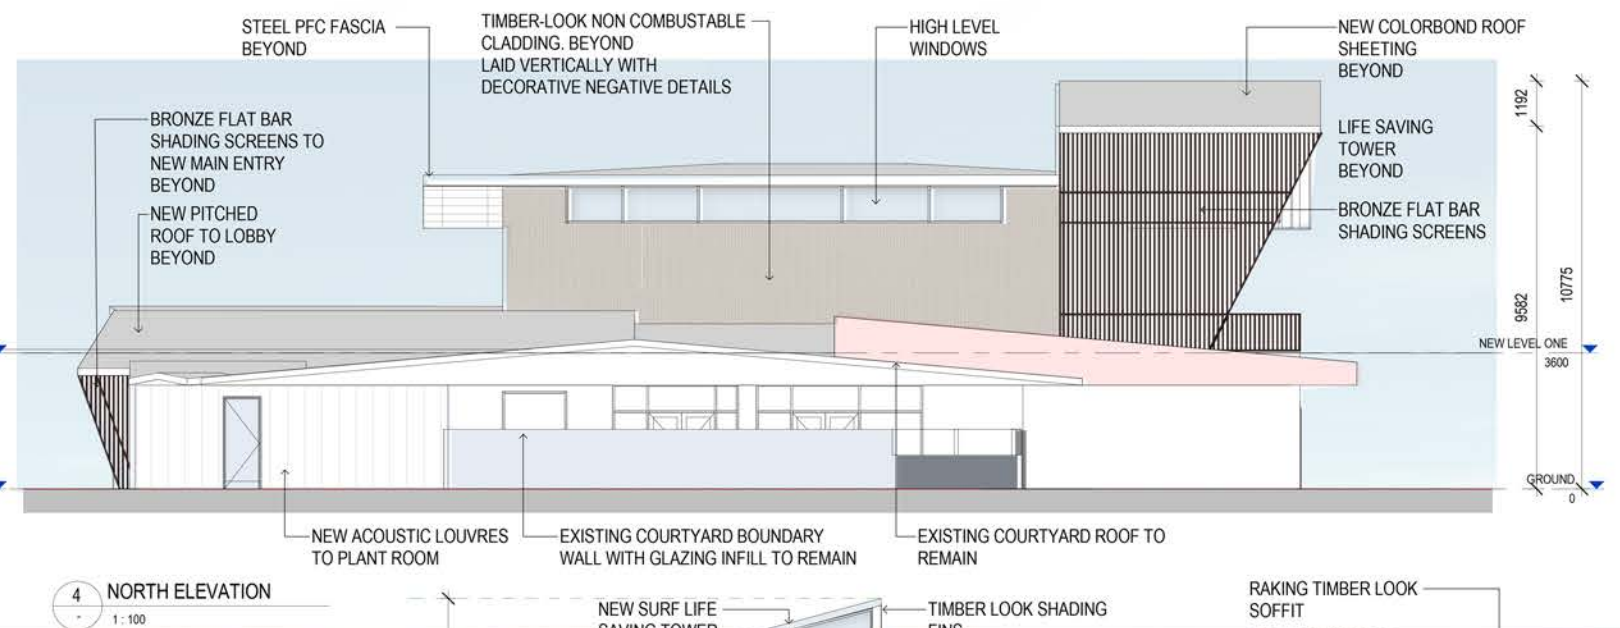 STEEL PFC FASCIA
BEYOND
TIMBER-LOOK NON COMBUSTABLE
CLADDING. BEYOND
LAID VERTICALLY WITH
DECORATIVE NEGATIVE DETAILS
HIGH LEVEL
WINDOWS
NEW COLORBOND ROOF
SHEETING
BEYOND
BRONZE FLAT BAR
SHADING SCREENS TO
NEW MAIN ENTRY
BEYOND
NEW PITCHED
ROOF TO LOBBY
BEYOND
LIFE SAVING
TOWER
BEYOND
BRONZE FLAT BAR
SHADING SCREENS
1192
9582
10775
NEW LEVEL ONE
3600
GROUND
0
NEW ACOUSTIC LOUVRES
TO PLANT ROOM
EXISTING COURTYARD BOUNDARY
WALL WITH GLAZING INFILL TO REMAIN
EXISTING COURTYARD ROOF TO
REMAIN
4
NORTH ELEVATION
1 : 100
NEW SURF LIFE
SAVING TOWER
TIMBER LOOK SHADING
FINS
RAKING TIMBER LOOK
SOFFIT